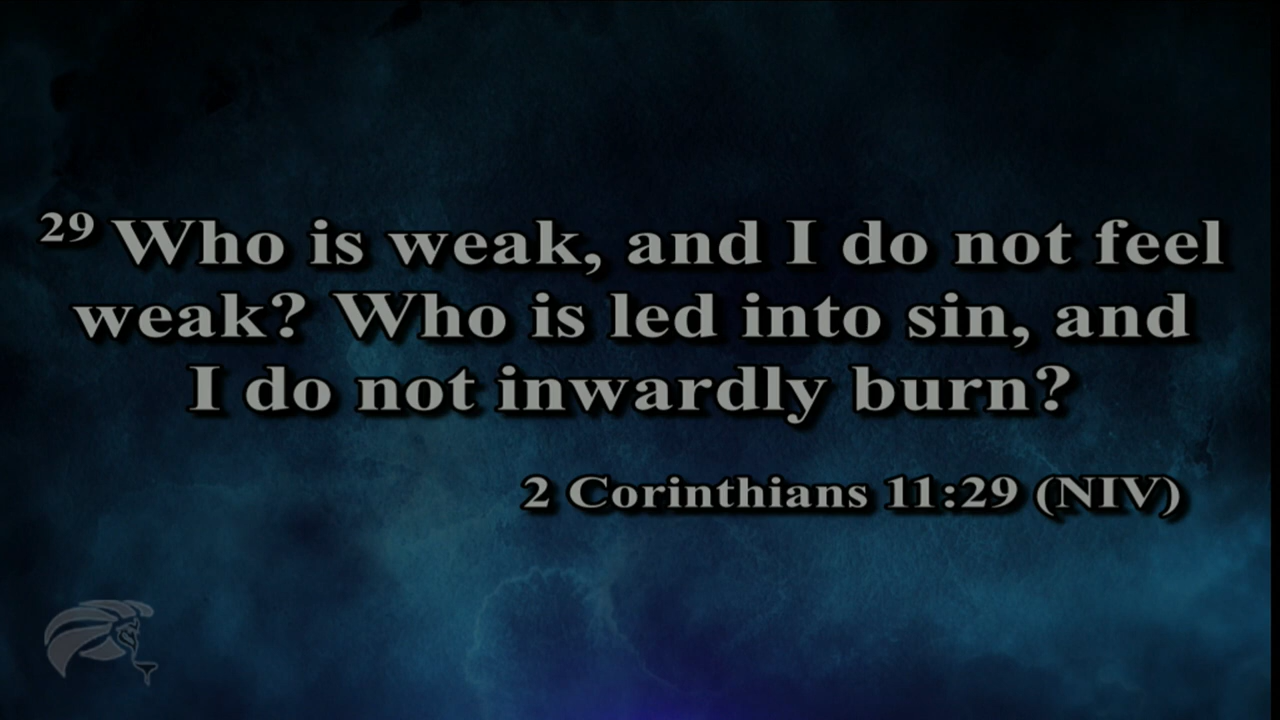 29 Who is weak, and I do not feel
weak? Who is led into sin, and
I do not inwardly burn?
2 Corinthians 11:29 (NIV)